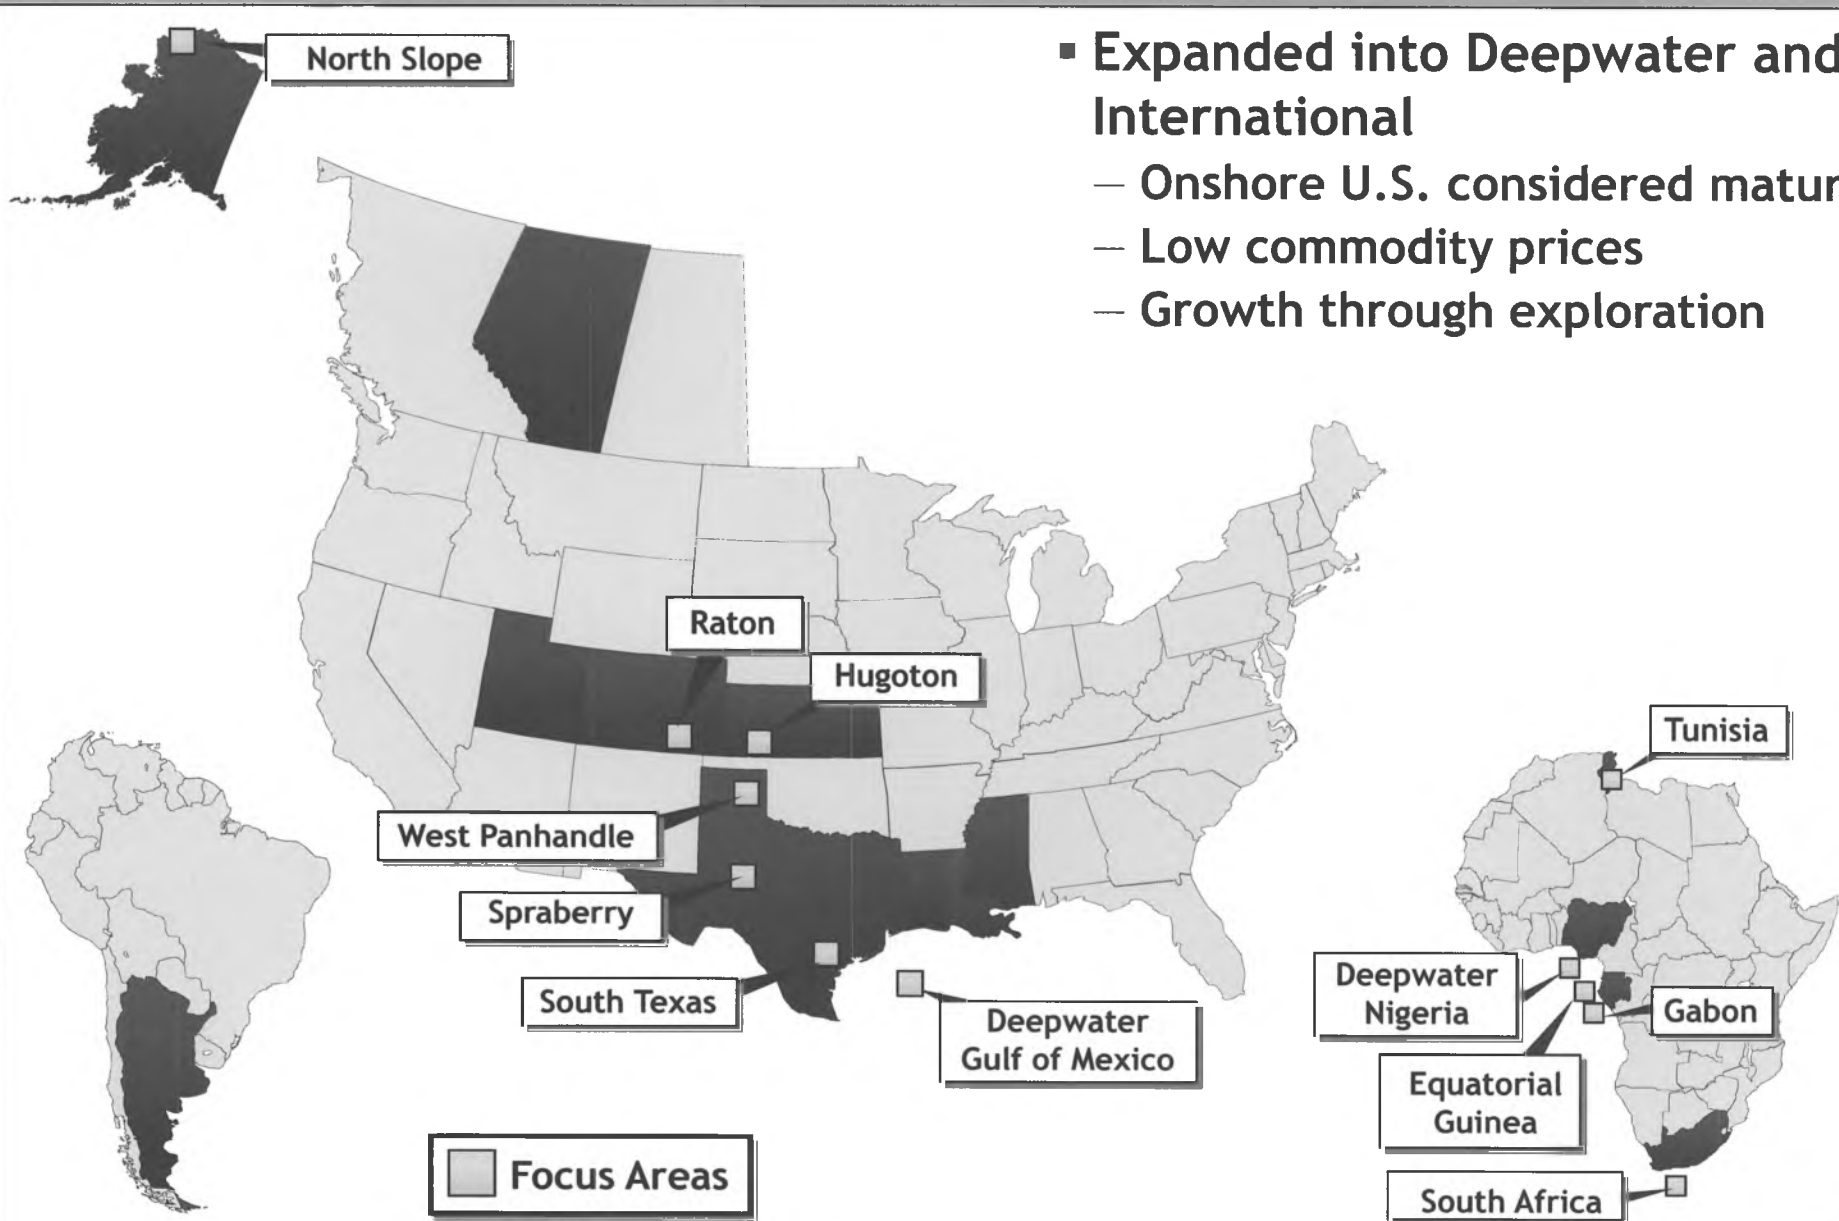 North Slope
▪ Expanded into Deepwater and
International
— Onshore U.S. considered matur
— Low commodity prices
— Growth through exploration
Raton
Hugoton
West Panhandle
Spraberry
South Texas
Deepwater
Gulf of Mexico
Tunisia
Deepwater
Nigeria
Gabon
Equatorial
Guinea
South Africa
Focus Areas